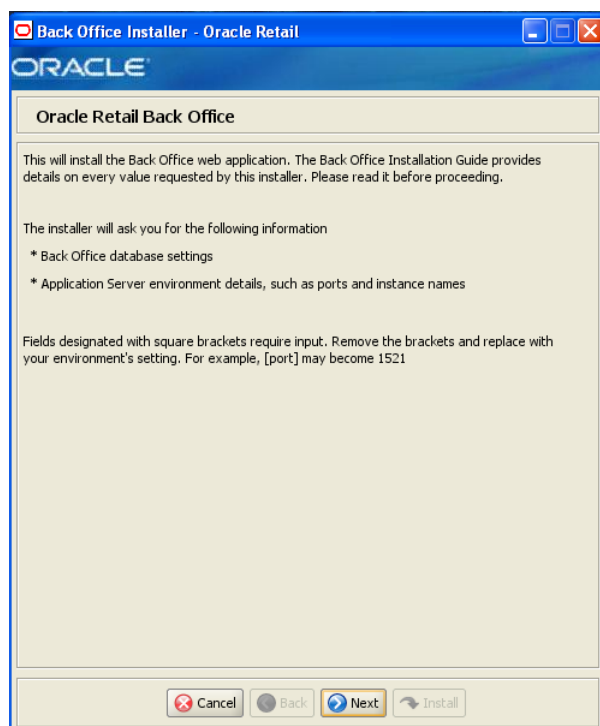 Back Office Installer - Oracle Retail
ORACLE
Oracle Retail Back Office
This will install the Back Office web application. The Back Office Installation Guide provides
details on every value requested by this installer. Please read it before proceeding.
The installer will ask you for the following information
* Back Office database settings
* Application Server environment details, such as ports and instance names
Fields designated with square brackets require input. Remove the brackets and replace with
your environment's setting. For example, [port] may become 1521
Cancel Back Next Install